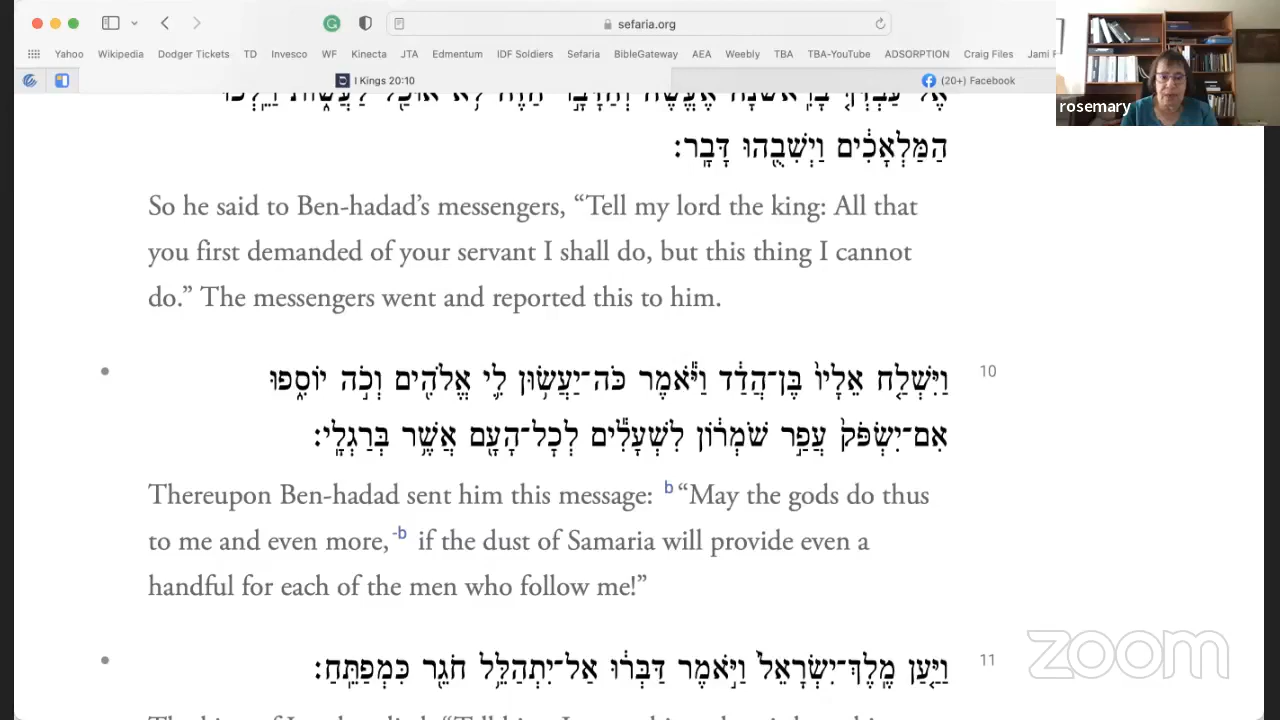 sefaria.org
Yahoo Wikipedia Dodger Tickets TD Invesco WF Kinecta JTA Edmentum IDF Soldiers Sefaria BibleGateway AEA Weebly TBA TBA-YouTube ADSORPTION Craig Files Jami
I Kings 20:10
(20+) Facebook
rosemary
הַמַּלְאָכִ֔ים וַיְשִׁבֻ֖הוּ דָּבָֽר׃
So he said to Ben-hadad’s messengers, “Tell my lord the king: All that
you first demanded of your servant I shall do, but this thing I cannot
do.” The messengers went and reported this to him.
10
וַיִּשְׁלַ֤ח אֵלָיו֙ בֶּן־הֲדַ֔ד וַיֹּ֕אמֶר כֹּה־יַעֲשׂ֥וּן לִ֛י אֱלֹהִ֖ים וְכֹ֣ה יוֹסִ֑פוּ
אִם־יִשְׂפֹּק֙ עֲפַ֣ר שֹׁמְר֔וֹן לִשְׁעָלִ֕ים לְכׇל־הָעָ֖ם אֲשֶׁ֥ר בְּרַגְלָֽי׃
Thereupon Ben-hadad sent him this message: b “May the gods do thus
to me and even more, -b if the dust of Samaria will provide even a
handful for each of the men who follow me!”
11
וַיַּ֤עַן מֶֽלֶךְ־יִשְׂרָאֵל֙ וַיֹּ֣אמֶר דַּבְּר֔וּ אַל־יִתְהַלֵּ֥ל חֹגֵ֖ר כִּמְפַתֵּֽחַ׃
zoom